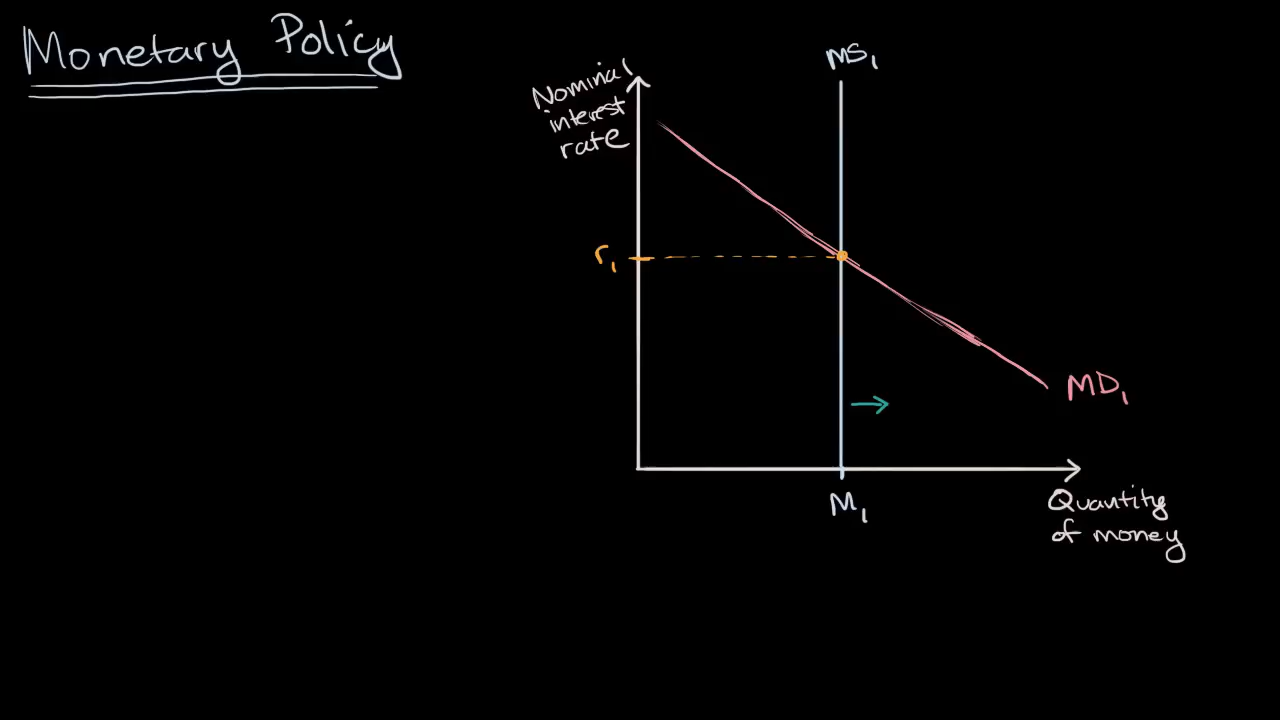 Monetary Policy
MS₁
Nominal
interest
rate
r₁
MD₁
M₁
Quantity
of money